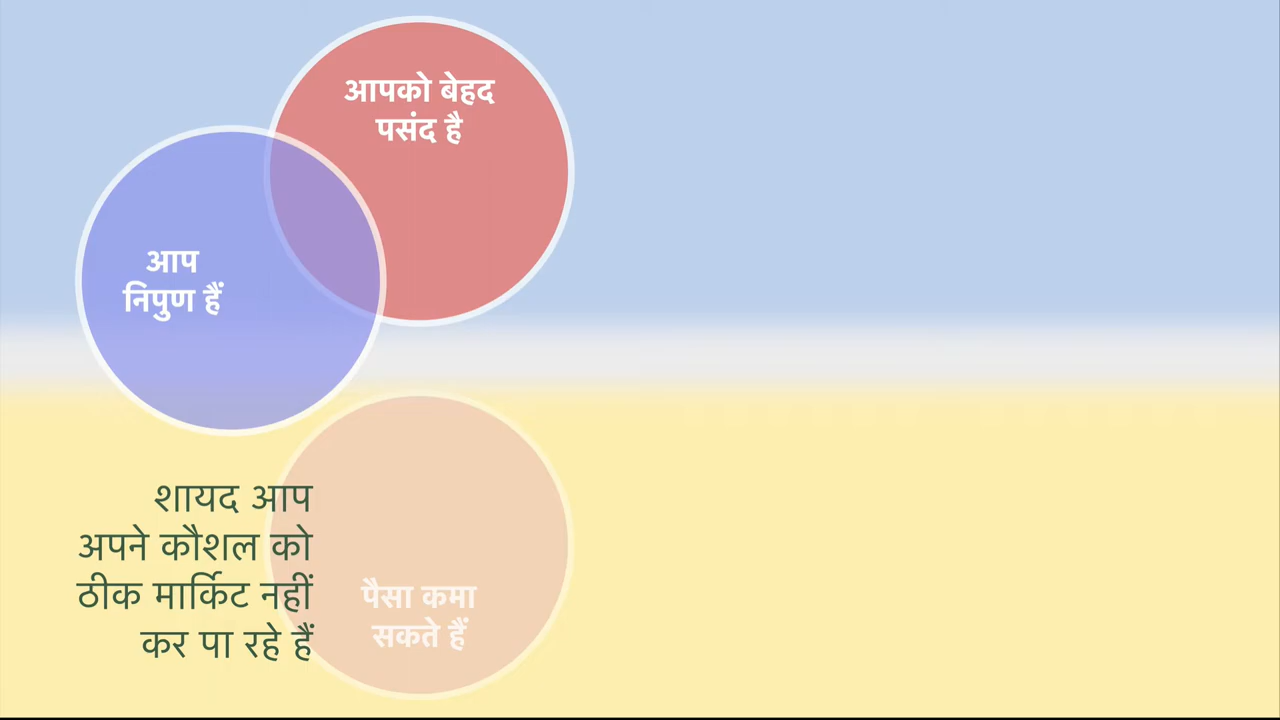 आपको बेहद
पसंद है
आप
निपुण हैं
शायद आप
अपने कौशल को
ठीक मार्किट नहीं
कर पा रहे हैं
पैसा कमा
सकते हैं